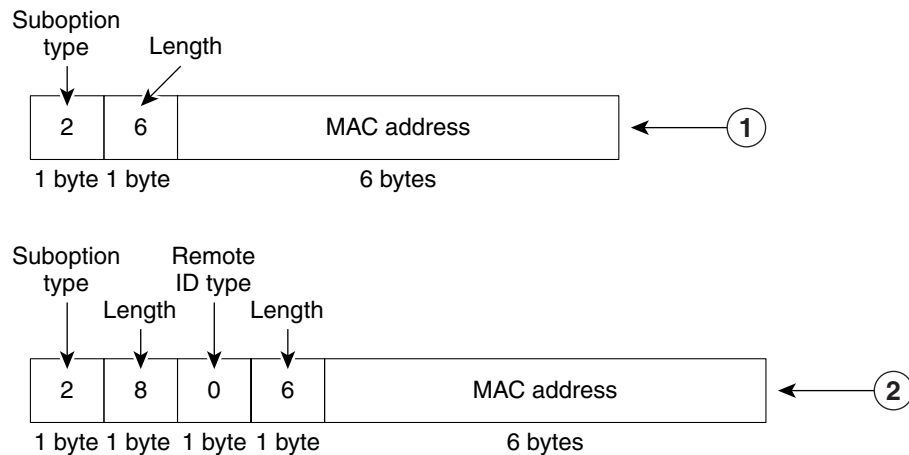 Suboption
type
Length
2 6 MAC address
1
1 byte 1 byte 6 bytes
Suboption
type
Remote
ID type
Length Length
2 8 0 6 MAC address
2
1 byte 1 byte 1 byte 1 byte 6 bytes